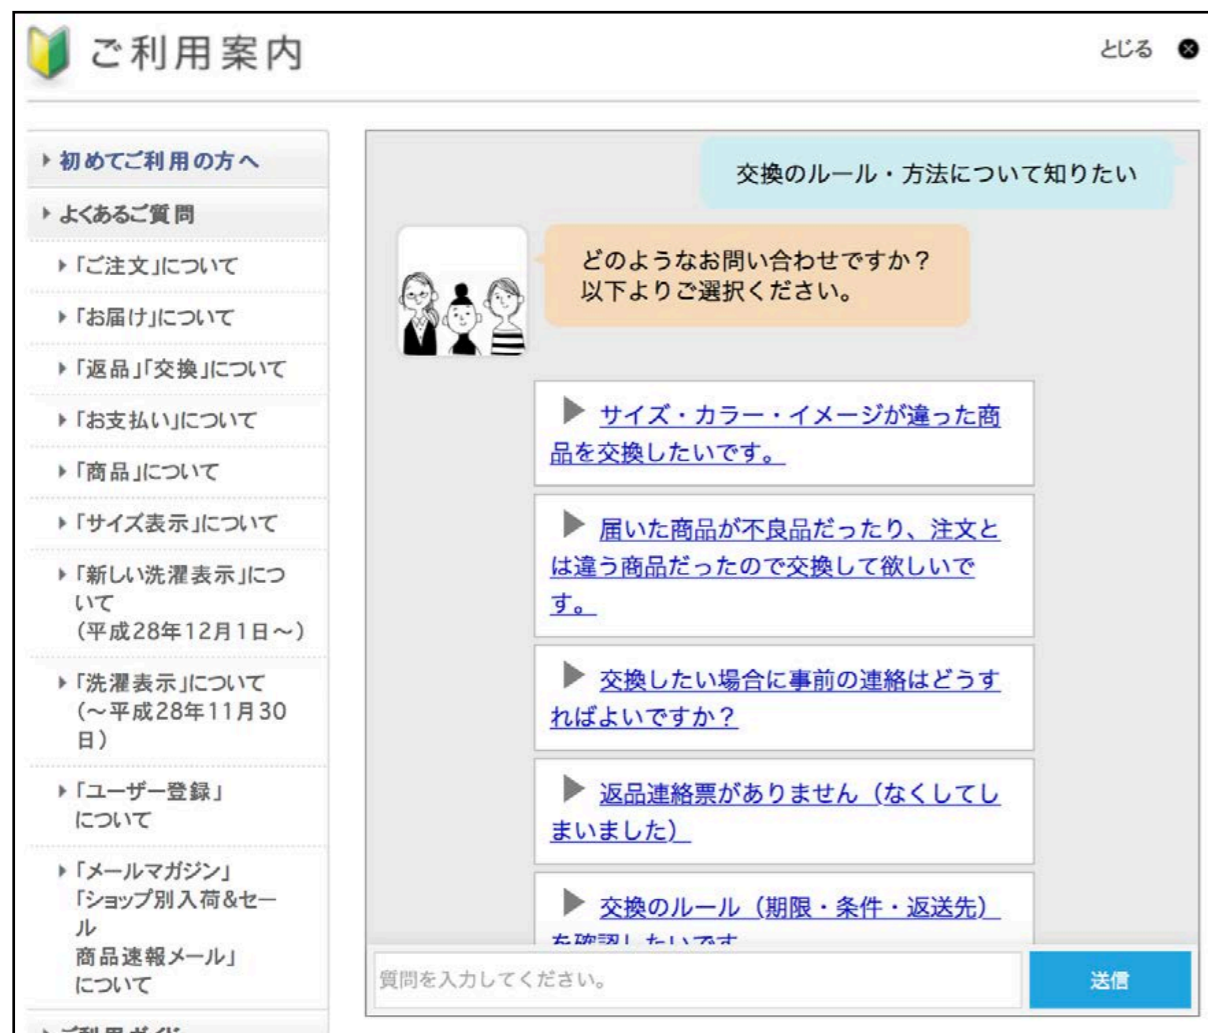 ご利用案内
とじる
初めてご利用の方へ
よくあるご質問
「ご注文」について
「お届け」について
「返品」「交換」について
「お支払い」について
「商品」について
「サイズ表示」について
「新しい洗濯表示」につ
いて
(平成28年12月1日～)
「洗濯表示」について
(～平成28年11月30
日)
「ユーザー登録」
について
「メールマガジン」
「ショップ別入荷&セー
ル
商品速報メール」
について
ご利用ガイド
交換のルール・方法について知りたい
どのようなお問い合わせですか？
以下よりご選択ください。
▶ サイズ・カラー・イメージが違った商
品を交換したいです。
▶ 届いた商品が不良品だったり、注文と
は違う商品だったので交換して欲しいで
す。
▶ 交換したい場合に事前の連絡はどうす
ればよいですか？
▶ 返品連絡票がありません（なくしてし
まいました）
▶ 交換のルール（期限・条件・返送先）
を確認したいです
質問を入力してください。
送信